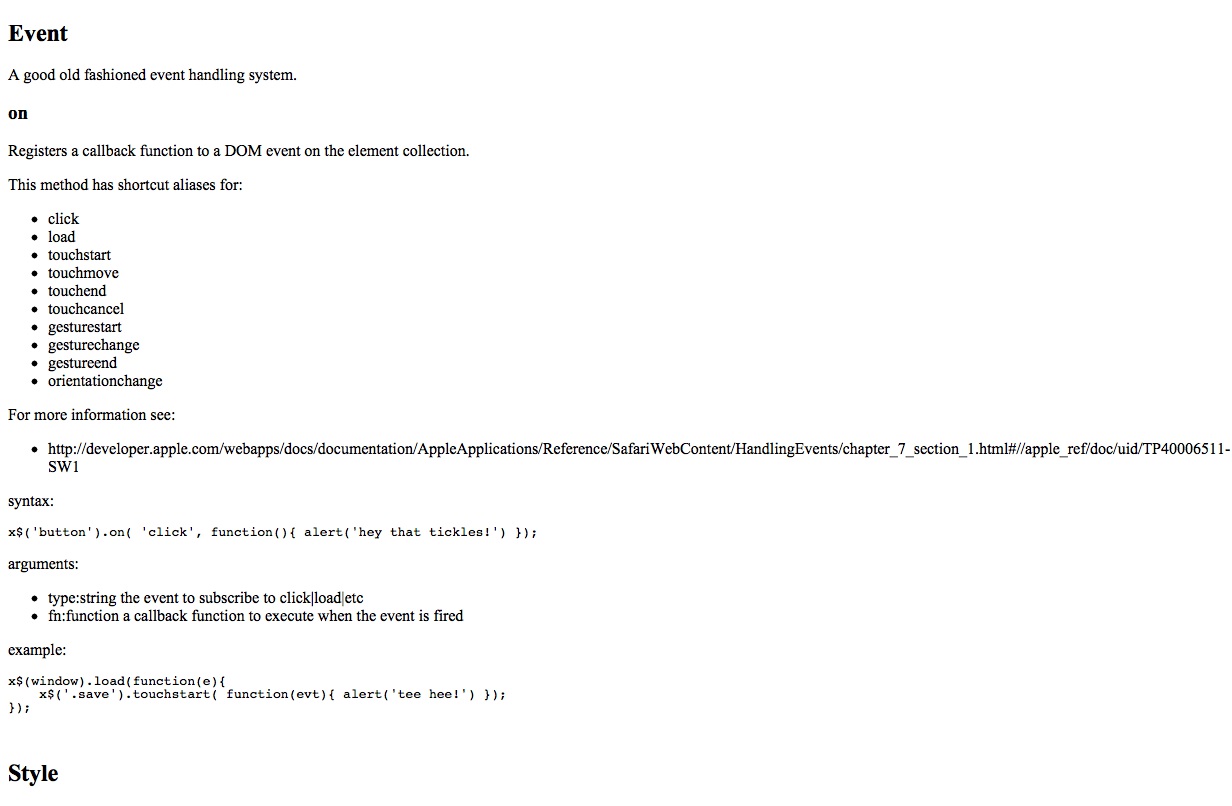 Event
A good old fashioned event handling system.
on
Registers a callback function to a DOM event on the element collection.
This method has shortcut aliases for:
• click
• load
• touchstart
• touchmove
• touchend
• touchcancel
• gesturestart
• gesturechange
• gestureend
• orientationchange
For more information see:
• http://developer.apple.com/webapps/docs/documentation/AppleApplications/Reference/SafariWebContent/HandlingEvents/chapter_7_section_1.html#//apple_ref/doc/uid/TP40006511-
SW1
syntax:
x$('button').on( 'click', function(){ alert('hey that tickles!') });
arguments:
• type:string the event to subscribe to click|load|etc
• fn:function a callback function to execute when the event is fired
example:
x$(window).load(function(e){
    x$('.save').touchstart( function(evt){ alert('tee hee!') });
});
Style